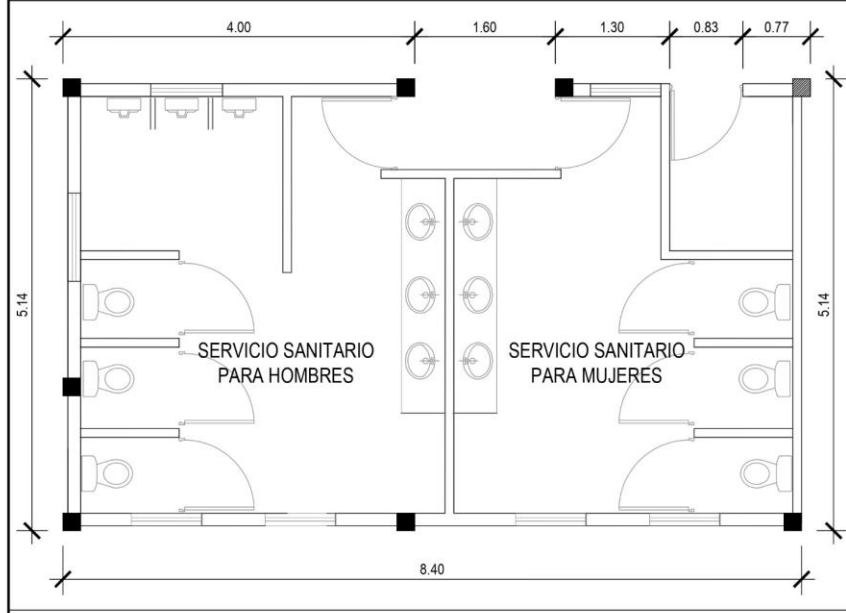 4.00
1.60
1.30
0.83
0.77
5.14
5.14
SERVICIO SANITARIO
PARA HOMBRES
SERVICIO SANITARIO
PARA MUJERES
8.40